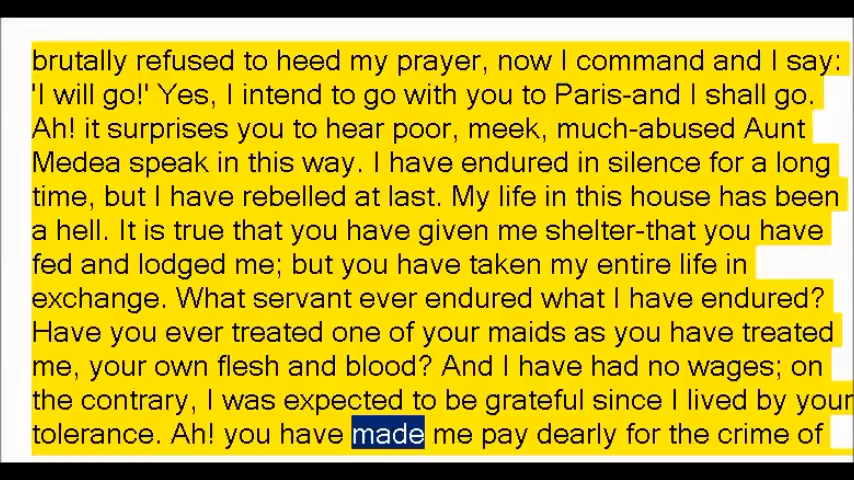 brutally refused to heed my prayer, now I command and I say:
'I will go!' Yes, I intend to go with you to Paris-and I shall go.
Ah! it surprises you to hear poor, meek, much-abused Aunt
Medea speak in this way. I have endured in silence for a long
time, but I have rebelled at last. My life in this house has been
a hell. It is true that you have given me shelter-that you have
fed and lodged me; but you have taken my entire life in
exchange. What servant ever endured what I have endured?
Have you ever treated one of your maids as you have treated
me, your own flesh and blood? And I have had no wages; on
the contrary, I was expected to be grateful since I lived by your
tolerance. Ah! you have made me pay dearly for the crime of